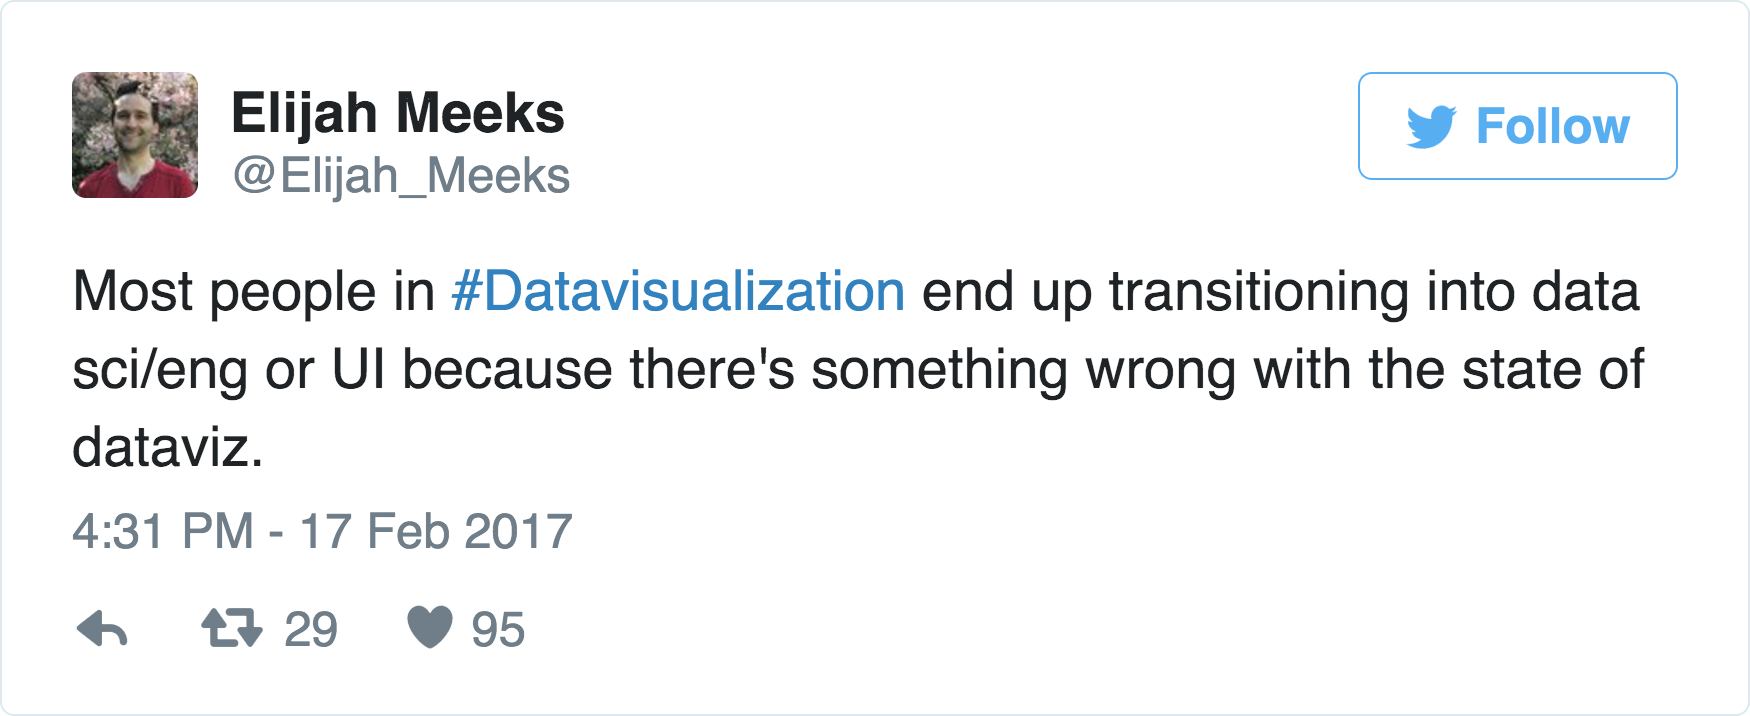 Elijah Meeks
@Elijah_Meeks
Follow
Most people in #Datavisualization end up transitioning into data
sci/eng or UI because there's something wrong with the state of
dataviz.
4:31 PM - 17 Feb 2017
29 95